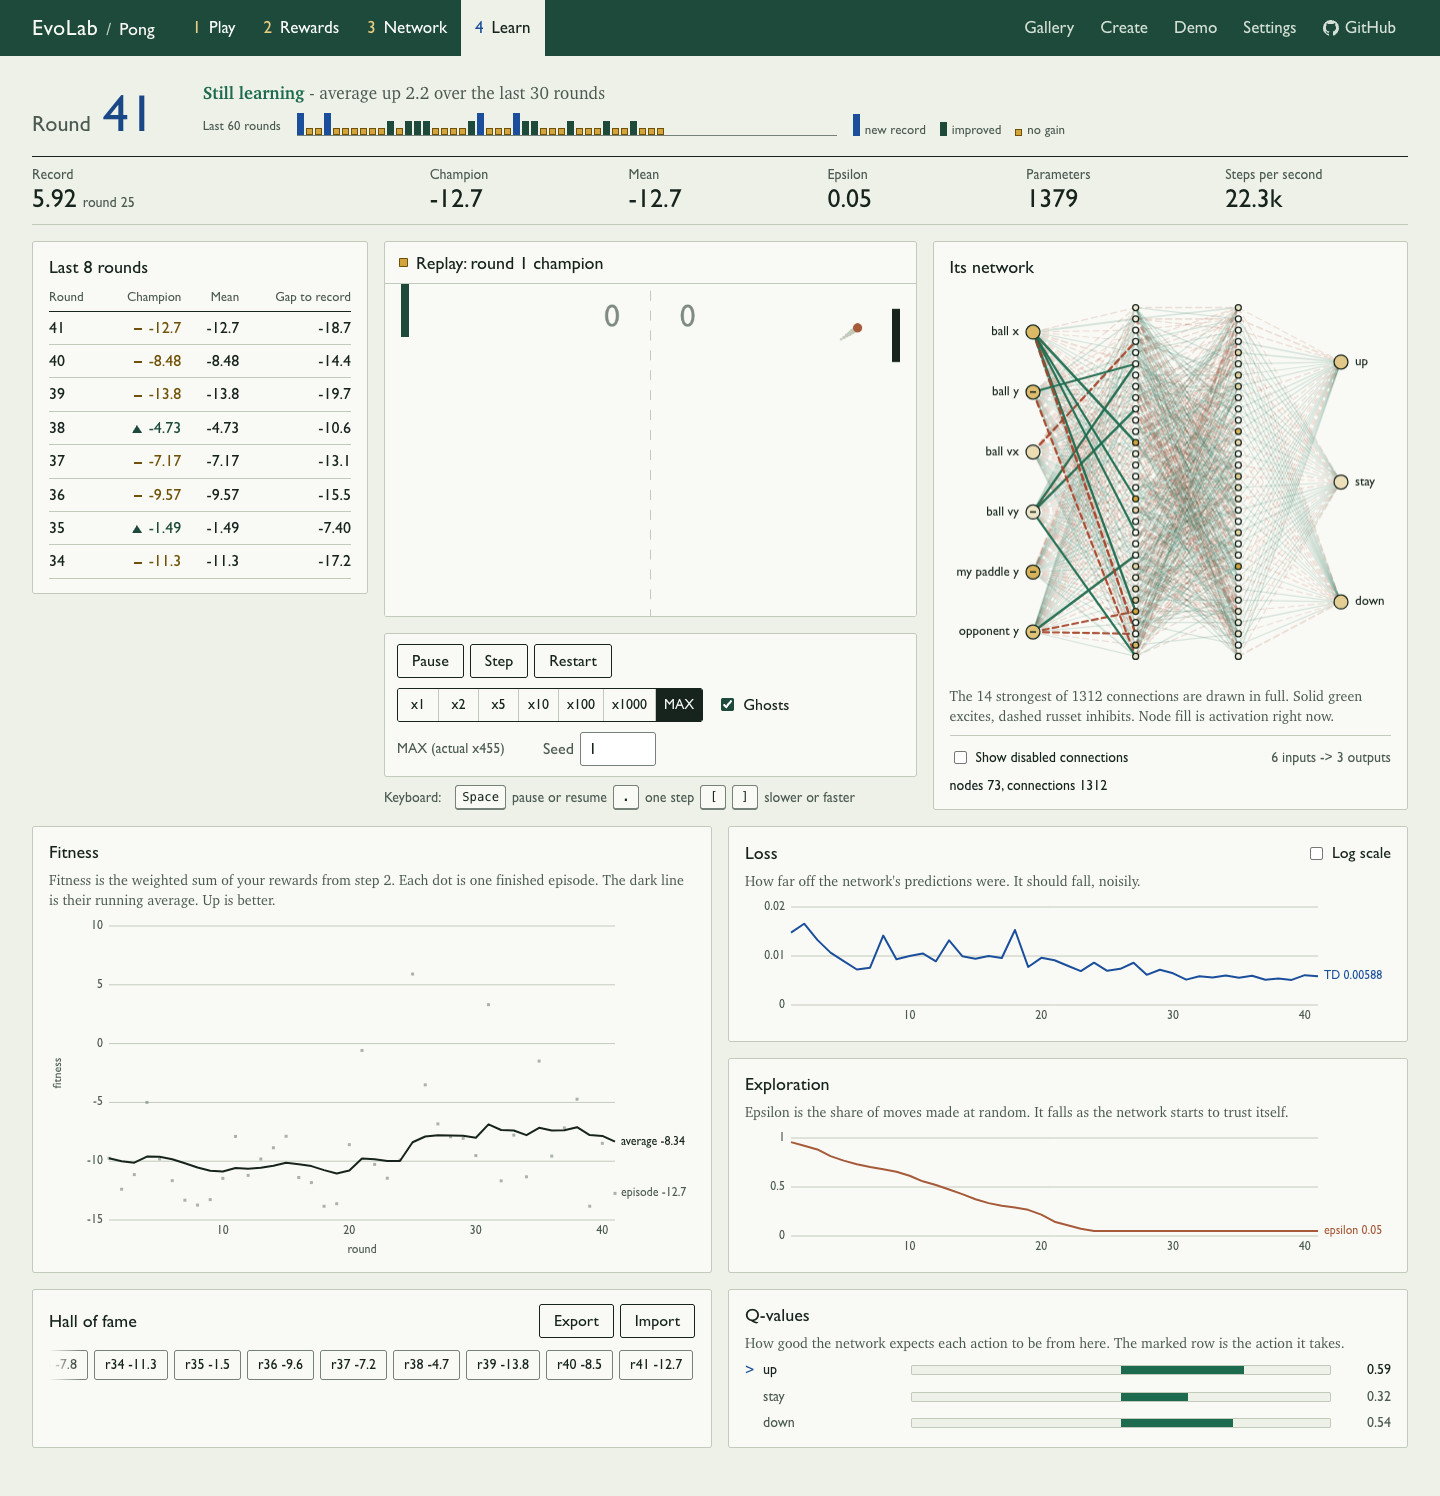 EvoLab / Pong
1 Play
2 Rewards
3 Network
4 Learn
Gallery
Create
Demo
Settings
GitHub
Round 41
Still learning - average up 2.2 over the last 30 rounds
Last 60 rounds
new record
improved
no gain
Record
5.92 round 25
Champion
-12.7
Mean
-12.7
Epsilon
0.05
Parameters
1379
Steps per second
22.3k
Last 8 rounds
Round Champion Mean Gap to record
41 -12.7 -12.7 -18.7
40 -8.48 -8.48 -14.4
39 -13.8 -13.8 -19.7
38 -4.73 -4.73 -10.6
37 -7.17 -7.17 -13.1
36 -9.57 -9.57 -15.5
35 -1.49 -1.49 -7.40
34 -11.3 -11.3 -17.2
Replay: round 1 champion
0 0
Pause
Step
Restart
x1 x2 x5 x10 x100 x1000 MAX
Ghosts
MAX (actual x455)
Seed 1
Keyboard: Space pause or resume . one step [ ] slower or faster
Its network
ball x
ball y
ball vx
ball vy
my paddle y
opponent y
up
stay
down
The 14 strongest of 1312 connections are drawn in full. Solid green
excites, dashed russet inhibits. Node fill is activation right now.
Show disabled connections
6 inputs -> 3 outputs
nodes 73, connections 1312
Fitness
Fitness is the weighted sum of your rewards from step 2. Each dot is one finished episode. The dark line
is their running average. Up is better.
10
5
0
-5
-10
-15
fitness
10 20 30 40
round
average -8.34
episode -12.7
Loss
Log scale
How far off the network's predictions were. It should fall, noisily.
0.02
0.01
0
10 20 30 40
TD 0.00588
Exploration
Epsilon is the share of moves made at random. It falls as the network starts to trust itself.
1
0.5
0
10 20 30 40
epsilon 0.05
Hall of fame
Export
Import
-7.8
r34 -11.3
r35 -1.5
r36 -9.6
r37 -7.2
r38 -4.7
r39 -13.8
r40 -8.5
r41 -12.7
Q-values
How good the network expects each action to be from here. The marked row is the action it takes.
> up 0.59
stay 0.32
down 0.54